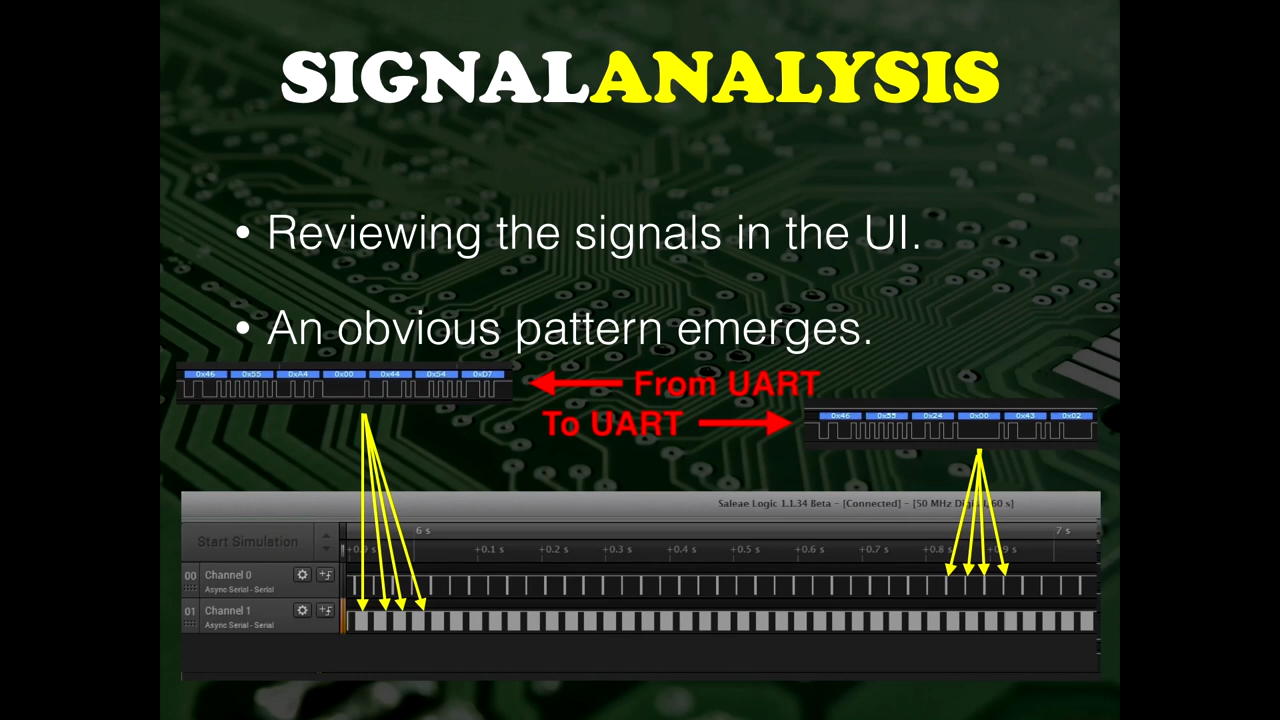 SIGNALANALYSIS
• Reviewing the signals in the UI.
• An obvious pattern emerges.
0x46 0x55 0xA4 0x00 0x44 0x54 0xD7
From UART
To UART
0x46 0x55 0x24 0x00 0x43 0x02
Saleae Logic 1.1.34 Beta - [Connected] - [50 MHz Digital, 60 s]
Start Simulation
6 s 7 s
+0.9 s +0.1 s +0.2 s +0.3 s +0.4 s +0.5 s +0.6 s +0.7 s +0.8 s +0.9 s
00 Channel 0
Async Serial - Serial
01 Channel 1
Async Serial - Serial